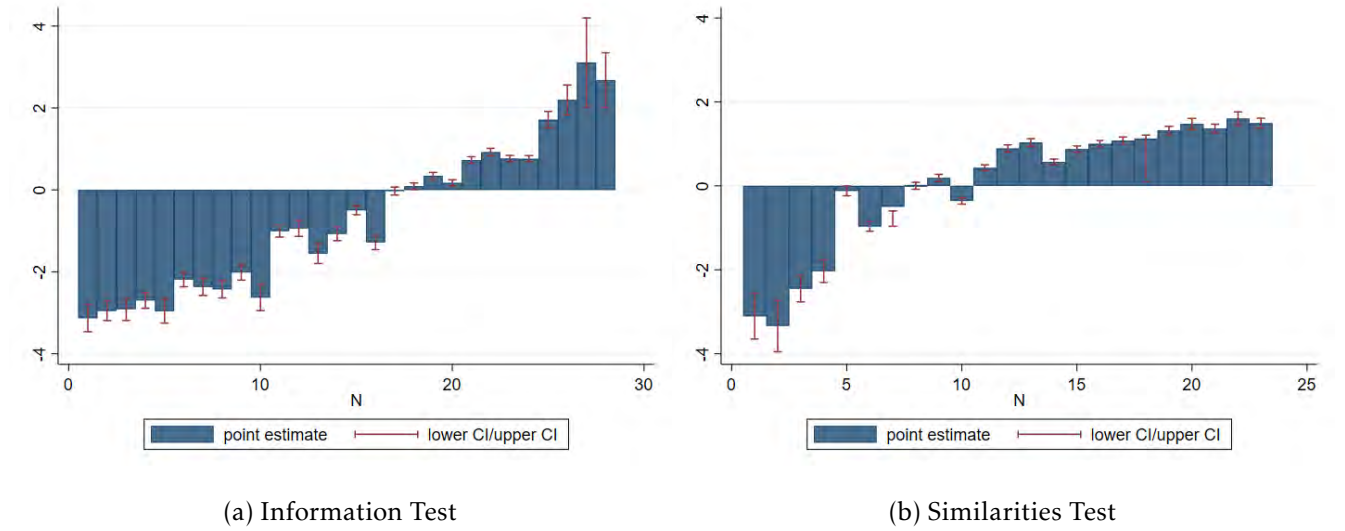 4
2
0
-2
-4
0
10
20
30
N
point estimate
lower CI/upper CI
(a) Information Test
4
2
0
-2
-4
0
5
10
15
20
25
N
point estimate
lower CI/upper CI
(b) Similarities Test